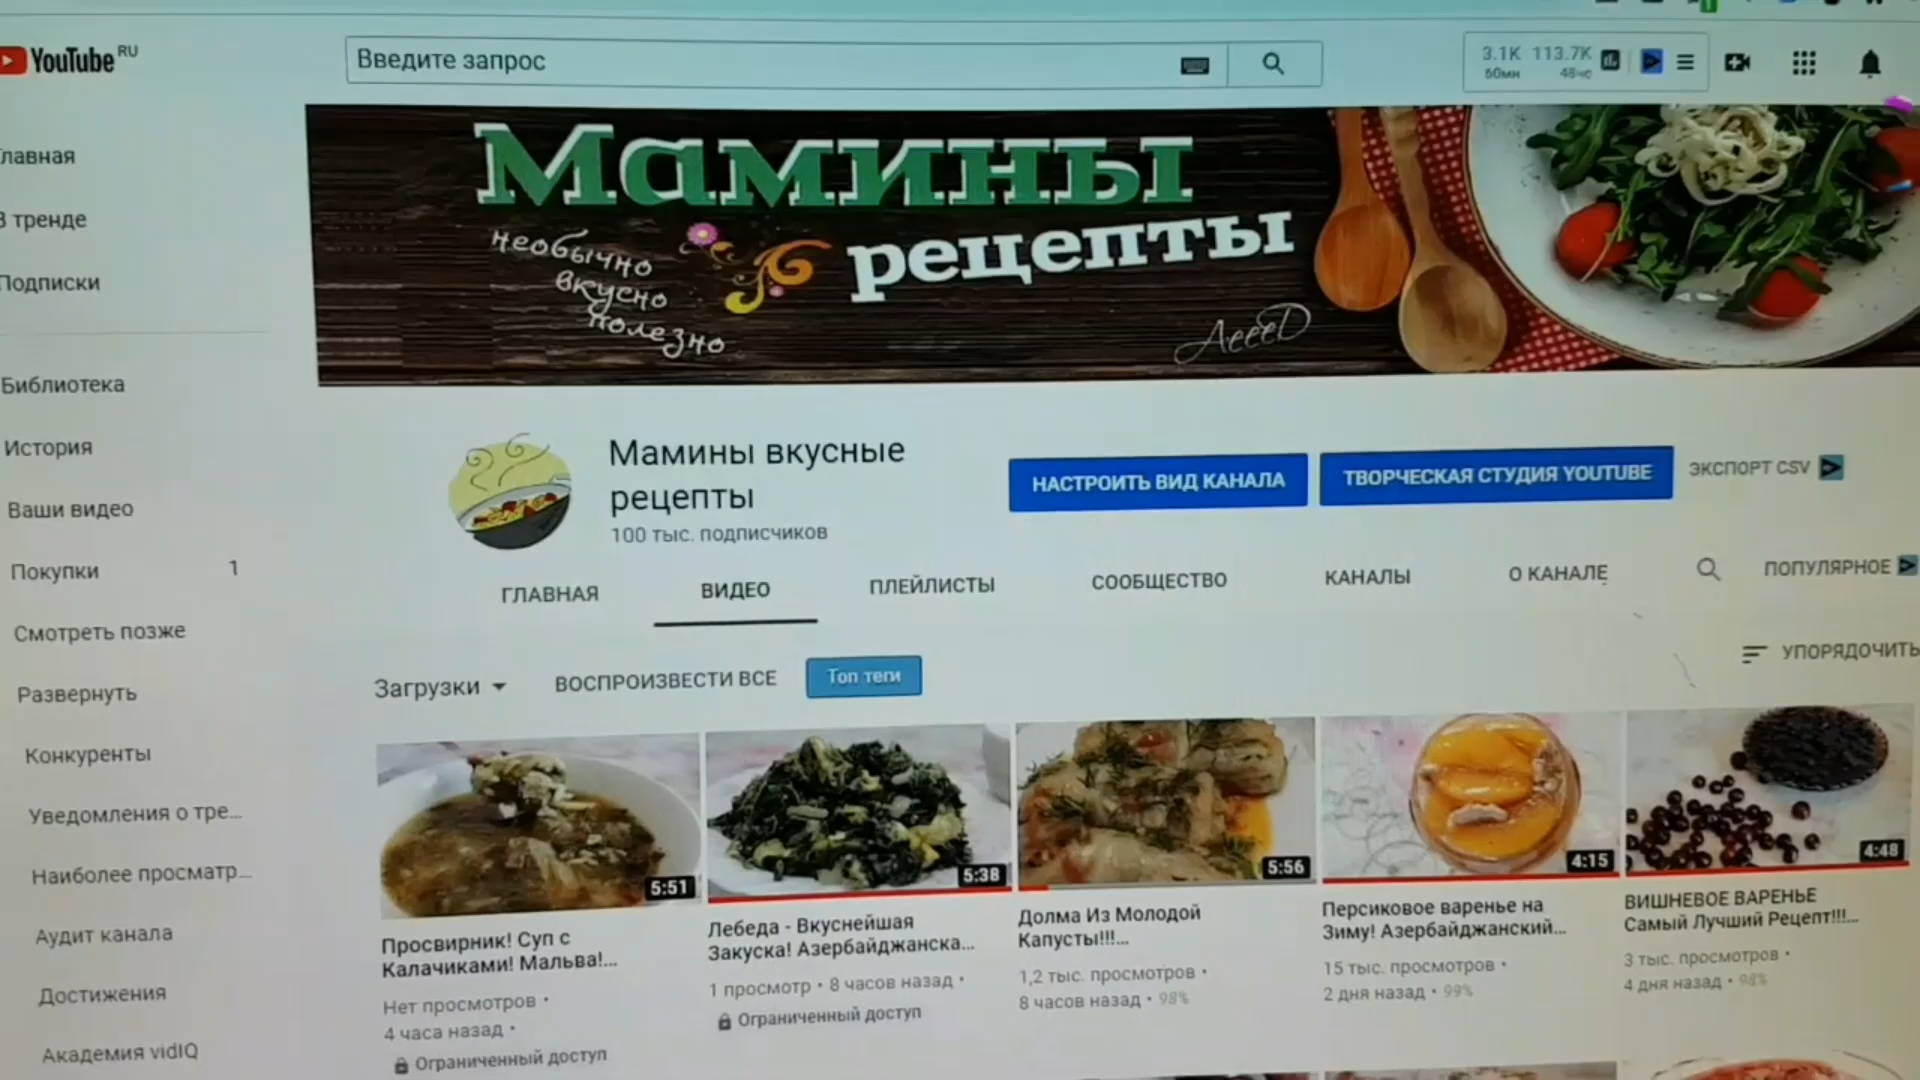 YouTube RU
Введите запрос
3.1K 113.7K
60мн 48чс
Главная
В тренде
Подписки
Библиотека
История
Ваши видео
Покупки 1
Смотреть позже
Развернуть
Конкуренты
Уведомления о тре...
Наиболее просматр...
Аудит канала
Достижения
Академия vidIQ
Мамины
рецепты
необычно
вкусно
полезно
Мамины вкусные
рецепты
100 тыс. подписчиков
НАСТРОИТЬ ВИД КАНАЛА
ТВОРЧЕСКАЯ СТУДИЯ YOUTUBE
ЭКСПОРТ CSV
ГЛАВНАЯ
ВИДЕО
ПЛЕЙЛИСТЫ
СООБЩЕСТВО
КАНАЛЫ
О КАНАЛЕ
ПОПУЛЯРНОЕ
Загрузки
ВОСПРОИЗВЕСТИ ВСЕ
Топ теги
УПОРЯДОЧИТЬ
5:51
Просвирник! Суп с
Калачиками! Мальва!...
Нет просмотров •
4 часа назад •
Ограниченный доступ
5:38
Лебеда - Вкуснейшая
Закуска! Азербайджанска...
1 просмотр • 8 часов назад •
Ограниченный доступ
5:56
Долма Из Молодой
Капусты!!!...
1,2 тыс. просмотров •
8 часов назад • 98%
4:15
Персиковое варенье на
Зиму! Азербайджанский...
15 тыс. просмотров •
2 дня назад • 99%
4:48
ВИШНЕВОЕ ВАРЕНЬЕ
Самый Лучший Рецепт!!!...
3 тыс. просмотров •
4 дня назад • 98%